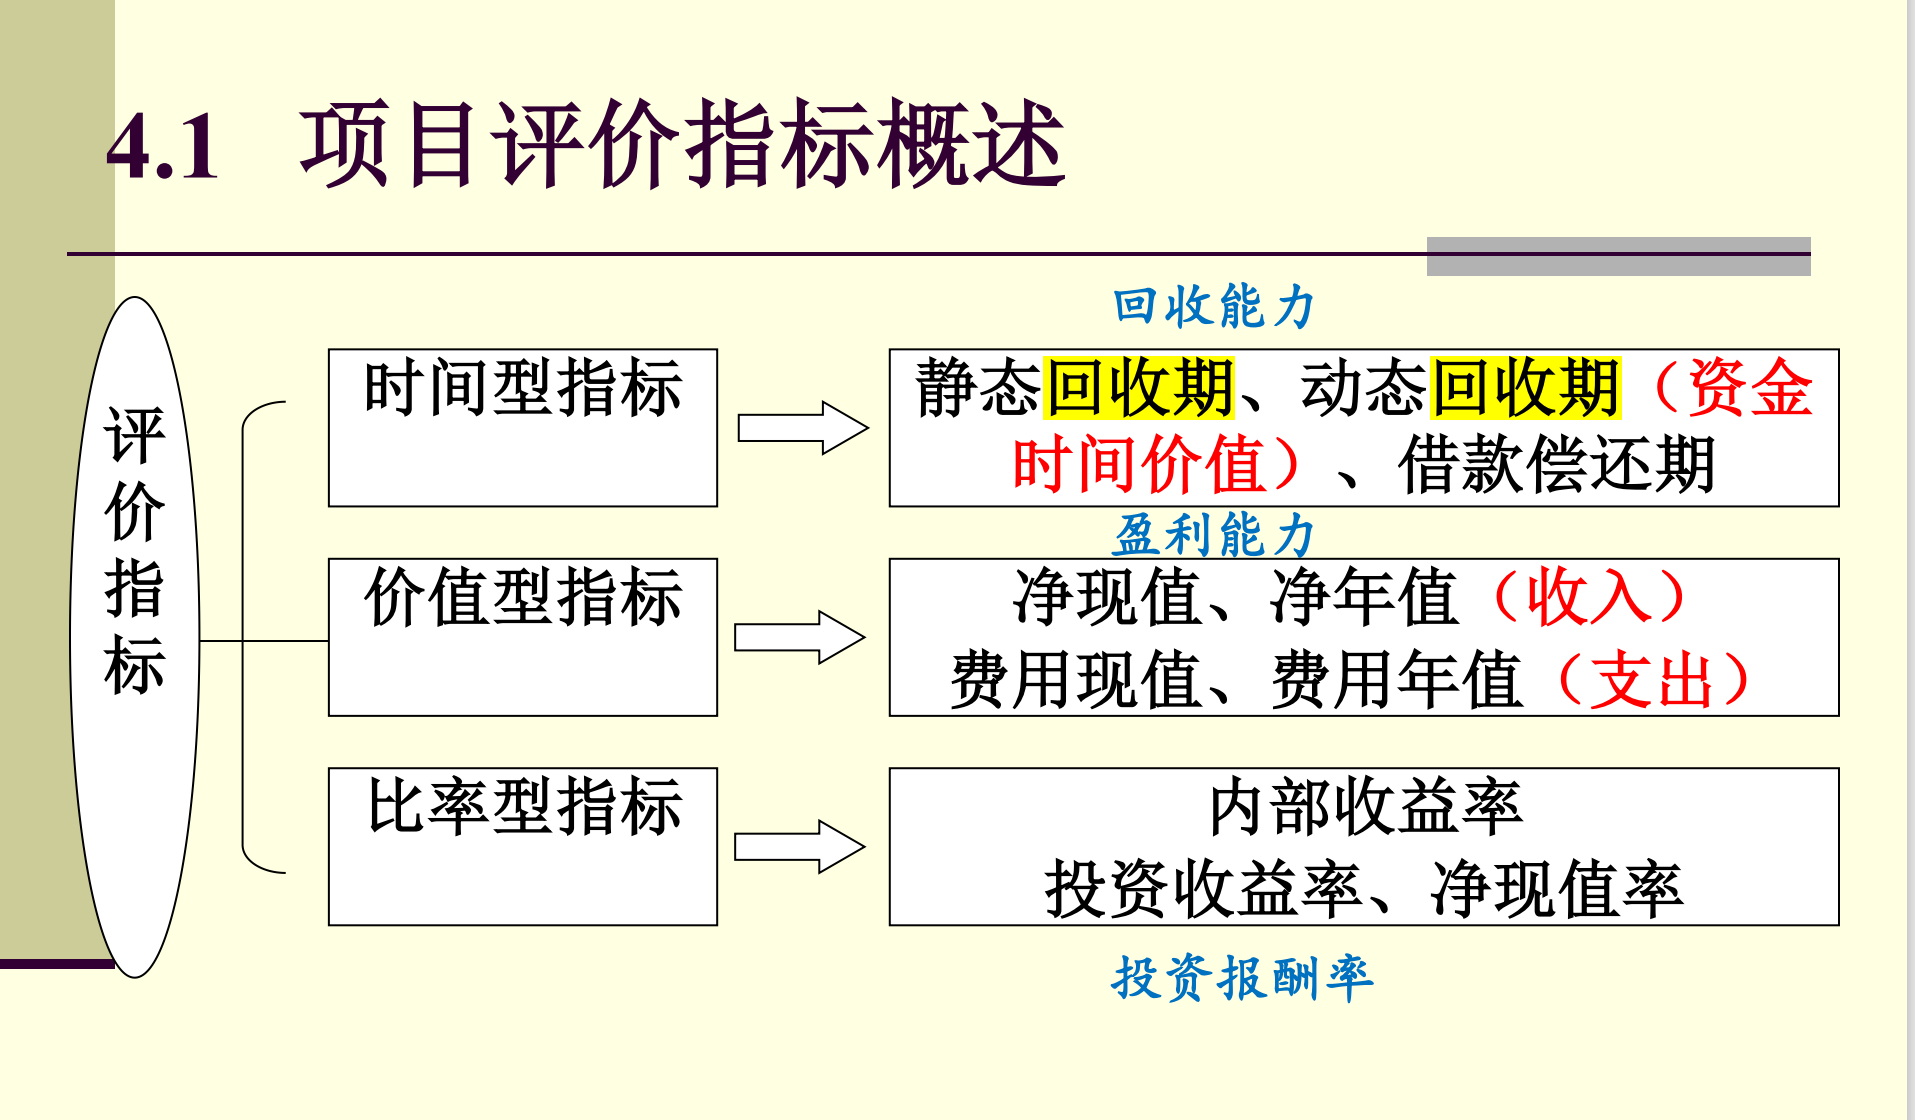 4.1 项目评价指标概述
评价指标
回收能力
时间型指标
静态回收期、动态回收期（资金
时间价值）、借款偿还期
盈利能力
价值型指标
净现值、净年值（收入）
费用现值、费用年值（支出）
比率型指标
内部收益率
投资收益率、净现值率
投资报酬率